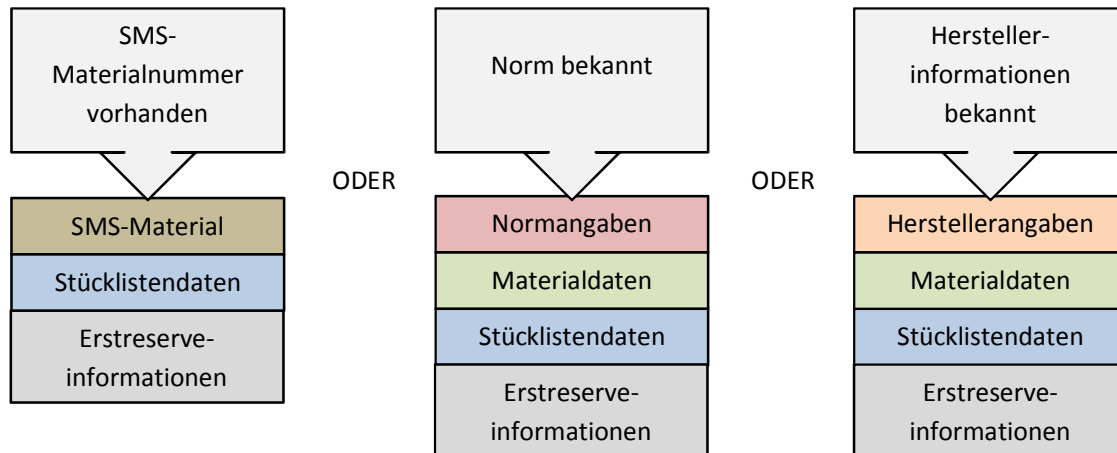 SMS-
Materialnummer
vorhanden
SMS-Material
Stücklistendaten
Erstreserve-
informationen
ODER
Norm bekannt
Normangaben
Materialdaten
Stücklistendaten
Erstreserve-
informationen
ODER
Hersteller-
informationen
bekannt
Herstellerangaben
Materialdaten
Stücklistendaten
Erstreserve-
informationen